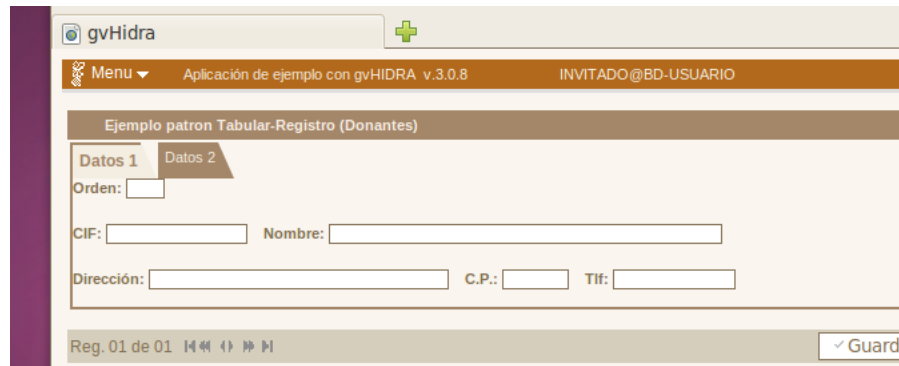 gvHidra
Menu Aplicación de ejemplo con gvHIDRA v.3.0.8 INVITADO@BD-USUARIO
Ejemplo patron Tabular-Registro (Donantes)
Datos 1 Datos 2
Orden:
CIF: Nombre:
Dirección: C.P.: Tlf:
Reg. 01 de 01 Guard